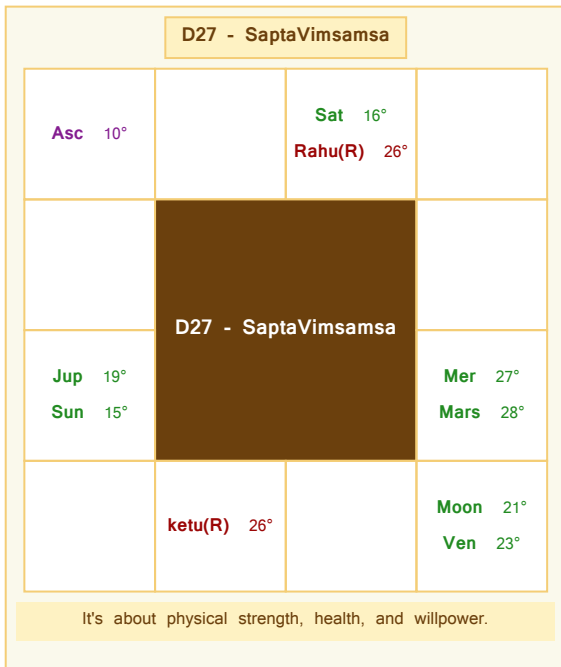 D27 - SaptaVimsamsa
Asc 10°
Sat 16°
Rahu(R) 26°
D27 - SaptaVimsamsa
Jup 19°
Sun 15°
Mer 27°
Mars 28°
ketu(R) 26°
Moon 21°
Ven 23°
It's about physical strength, health, and willpower.